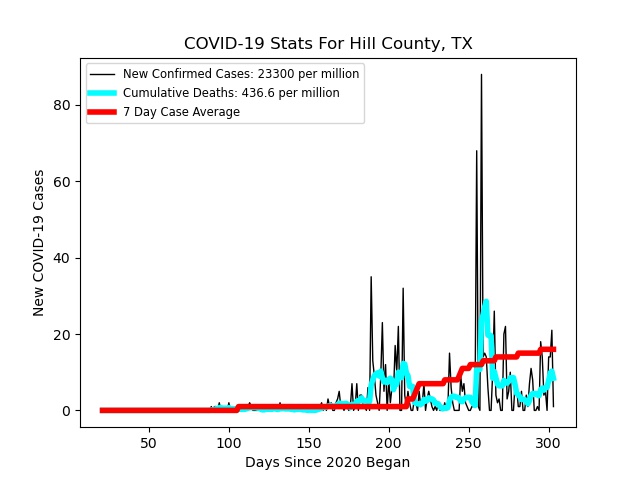 COVID-19 Stats For Hill County, TX
New Confirmed Cases: 23300 per million
Cumulative Deaths: 436.6 per million
7 Day Case Average
New COVID-19 Cases
80
60
40
20
0
50 100 150 200 250 300
Days Since 2020 Began